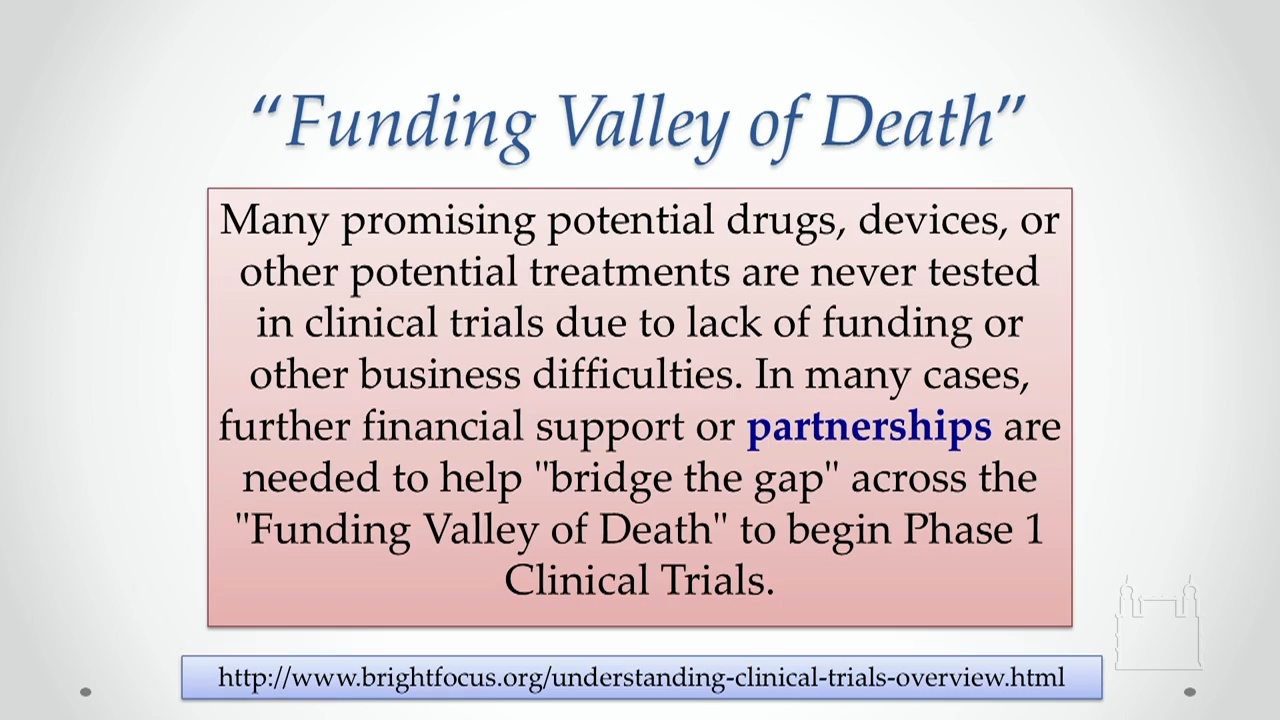 “Funding Valley of Death”
Many promising potential drugs, devices, or
other potential treatments are never tested
in clinical trials due to lack of funding or
other business difficulties. In many cases,
further financial support or partnerships are
needed to help "bridge the gap" across the
"Funding Valley of Death" to begin Phase 1
Clinical Trials.
http://www.brightfocus.org/understanding-clinical-trials-overview.html